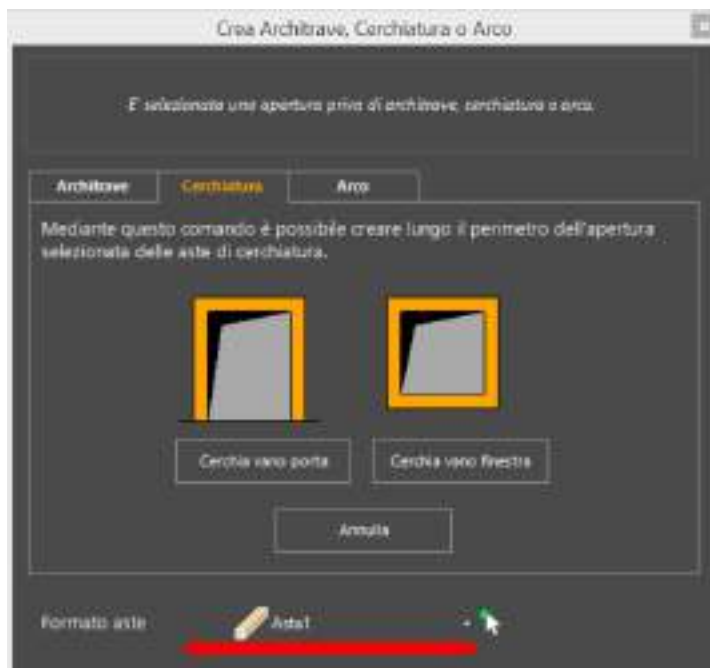 Crea Architrave, Cerchiatura o Arco
E' selezionata una apertura priva di architrave, cerchiatura o arco.
Architrave Cerchiatura Arco
Mediante questo comando è possibile creare lungo il perimetro dell'apertura
selezionata delle aste di cerchiatura.
Cerchia vano porta Cerchia vano finestra
Annulla
Formato aste Asta1